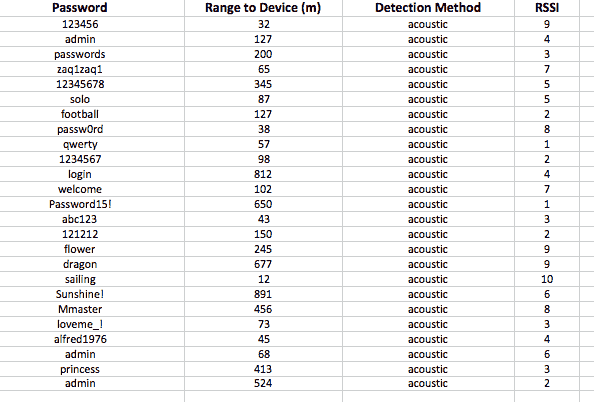 Password Range to Device (m) Detection Method RSSI
123456 32 acoustic 9
admin 127 acoustic 4
passwords 200 acoustic 3
zaq1zaq1 65 acoustic 7
12345678 345 acoustic 5
solo 87 acoustic 5
football 127 acoustic 2
passw0rd 38 acoustic 8
qwerty 57 acoustic 1
1234567 98 acoustic 2
login 812 acoustic 4
welcome 102 acoustic 7
Password15! 650 acoustic 1
abc123 43 acoustic 3
121212 150 acoustic 2
flower 245 acoustic 9
dragon 677 acoustic 9
sailing 12 acoustic 10
Sunshine! 891 acoustic 6
Mmaster 456 acoustic 8
loveme_! 73 acoustic 3
alfred1976 45 acoustic 4
admin 68 acoustic 6
princess 413 acoustic 3
admin 524 acoustic 2